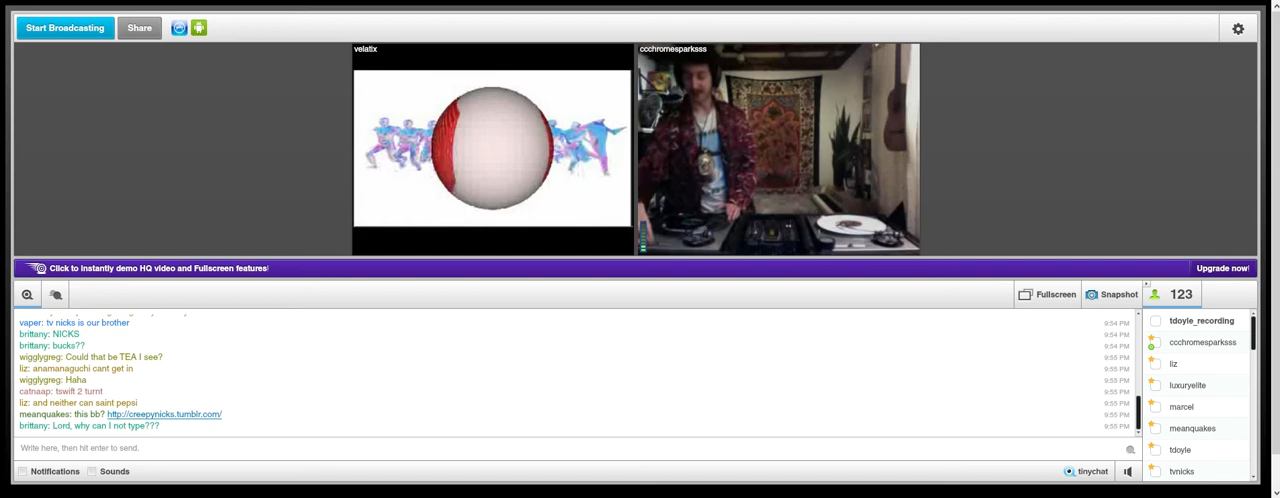 Start Broadcasting
Share
velatix
ccchromesparksss
Click to instantly demo HQ video and Fullscreen features!
Upgrade now!
Fullscreen
Snapshot
123
vaper: tv nicks is our brother 9:54 PM
brittany: NICKS 9:54 PM
brittany: bucks?? 9:54 PM
wigglygreg: Could that be TEA I see? 9:55 PM
liz: anamanaguchi cant get in 9:55 PM
wigglygreg: Haha 9:55 PM
catnaap: tswift 2 turnt 9:55 PM
liz: and neither can saint pepsi 9:55 PM
meanquakes: this bb? http://creepynicks.tumblr.com/ 9:55 PM
brittany: Lord, why can I not type??? 9:55 PM
tdoyle_recording
ccchromesparksss
liz
luxuryelite
marcel
meanquakes
tdoyle
tvnicks
Write here, then hit enter to send.
Notifications
Sounds
tinychat